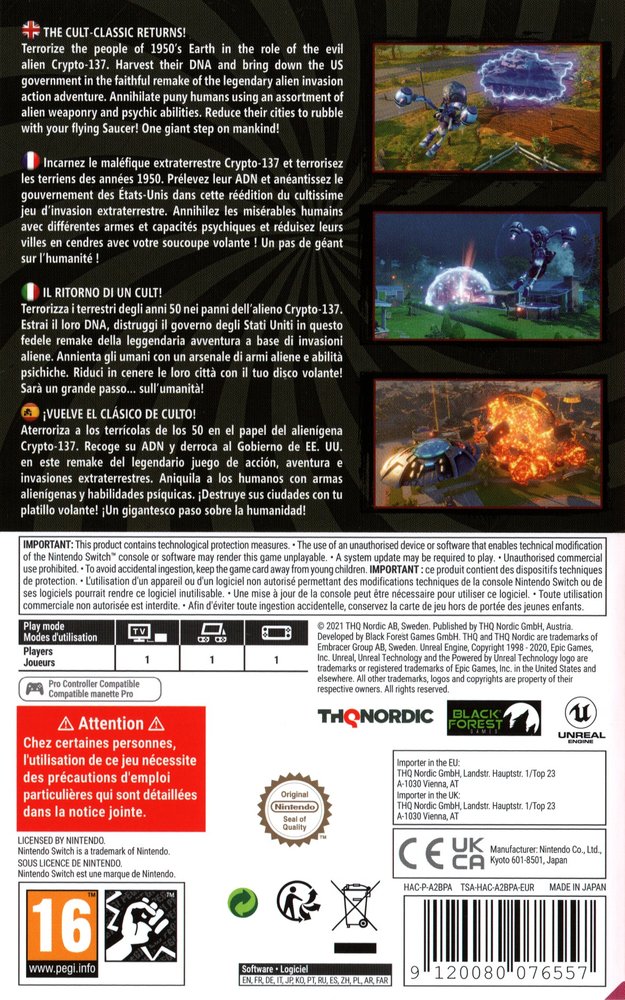 THE CULT-CLASSIC RETURNS!
Terrorize the people of 1950's Earth in the role of the evil
alien Crypto-137. Harvest their DNA and bring down the US
government in the faithful remake of the legendary alien invasion
action adventure. Annihilate puny humans using an assortment of
alien weaponry and psychic abilities. Reduce their cities to rubble
with your flying Saucer! One giant step on mankind!
Incarnez le maléfique extraterrestre Crypto-137 et terrorisez
les terriens des années 1950. Prélevez leur ADN et anéantissez le
gouvernement des États-Unis dans cette réédition du cultissime
jeu d'invasion extraterrestre. Annihilez les misérables humains
avec différentes armes et capacités psychiques et réduisez leurs
villes en cendres avec votre soucoupe volante ! Un pas de géant
sur l'humanité !
IL RITORNO DI UN CULT!
Terrorizza i terrestri degli anni 50 nei panni dell'alieno Crypto-137.
Estrai il loro DNA, distruggi il governo degli Stati Uniti in questo
fedele remake della leggendaria avventura a base di invasioni
aliene. Annienta gli umani con un arsenale di armi aliene e abilità
psichiche. Riduci in cenere le loro città con il tuo disco volante!
Sarà un grande passo... sull'umanità!
¡VUELVE EL CLÁSICO DE CULTO!
Aterroriza a los terrícolas de los 50 en el papel del alienígena
Crypto-137. Recoge su ADN y derroca al Gobierno de EE. UU.
en este remake del legendario juego de acción, aventura e
invasiones extraterrestres. Aniquila a los humanos con armas
alienígenas y habilidades psíquicas. ¡Destruye sus ciudades con tu
platillo volante! ¡Un gigantesco paso sobre la humanidad!
IMPORTANT: This product contains technological protection measures. • The use of an unauthorised device or software that enables technical modification
of the Nintendo Switch™ console or software may render this game unplayable. • A system update may be required to play. • Unauthorised commercial
use prohibited. • To avoid accidental ingestion, keep the game card away from young children. IMPORTANT : ce produit contient des dispositifs techniques
de protection. • L'utilisation d'un appareil ou d'un logiciel non autorisé permettant des modifications techniques de la console Nintendo Switch ou de
ses logiciels pourrait rendre ce logiciel inutilisable. • Une mise à jour de la console peut être nécessaire pour utiliser ce logiciel. • Toute utilisation
commerciale non autorisée est interdite. • Afin d'éviter toute ingestion accidentelle, conservez la carte de jeu hors de portée des jeunes enfants.
Play mode
Modes d'utilisation
TV
Players
Joueurs
1 1 1
Pro Controller Compatible
Compatible manette Pro
© 2021 THQ Nordic AB, Sweden. Published by THQ Nordic GmbH, Austria.
Developed by Black Forest Games GmbH. THQ and THQ Nordic are trademarks of
Embracer Group AB, Sweden. Unreal Engine, Copyright 1998 - 2020, Epic Games,
Inc. Unreal, Unreal Technology and the Powered by Unreal Technology logo are
trademarks or registered trademarks of Epic Games, Inc. in the United States and
elsewhere. All other trademarks, logos and copyrights are property of their
respective owners. All rights reserved.
THQNORDIC
BLACK
FOREST
GAMES
UNREAL
ENGINE
Attention
Chez certaines personnes,
l'utilisation de ce jeu nécessite
des précautions d'emploi
particulières qui sont détaillées
dans la notice jointe.
Original
Nintendo
Seal of
Quality
™
Importer in the EU:
THQ Nordic GmbH, Landstr. Hauptstr. 1/Top 23
A-1030 Vienna, AT
Importer in the UK:
THQ Nordic GmbH, Landstr. Hauptstr. 1/Top 23
A-1030 Vienna, AT
LICENSED BY NINTENDO.
Nintendo Switch is a trademark of Nintendo.
SOUS LICENCE DE NINTENDO.
Nintendo Switch est une marque de Nintendo.
CE UK CA
Manufacturer: Nintendo Co., Ltd.,
Kyoto 601-8501, Japan
HAC-P-A2BPA TSA-HAC-A2BPA-EUR MADE IN JAPAN
16
www.pegi.info
Software • Logiciel
EN, FR, DE, IT, JP, KO, PT, RU, ES, ZH, PL, AR, FAR
9 120080 076557